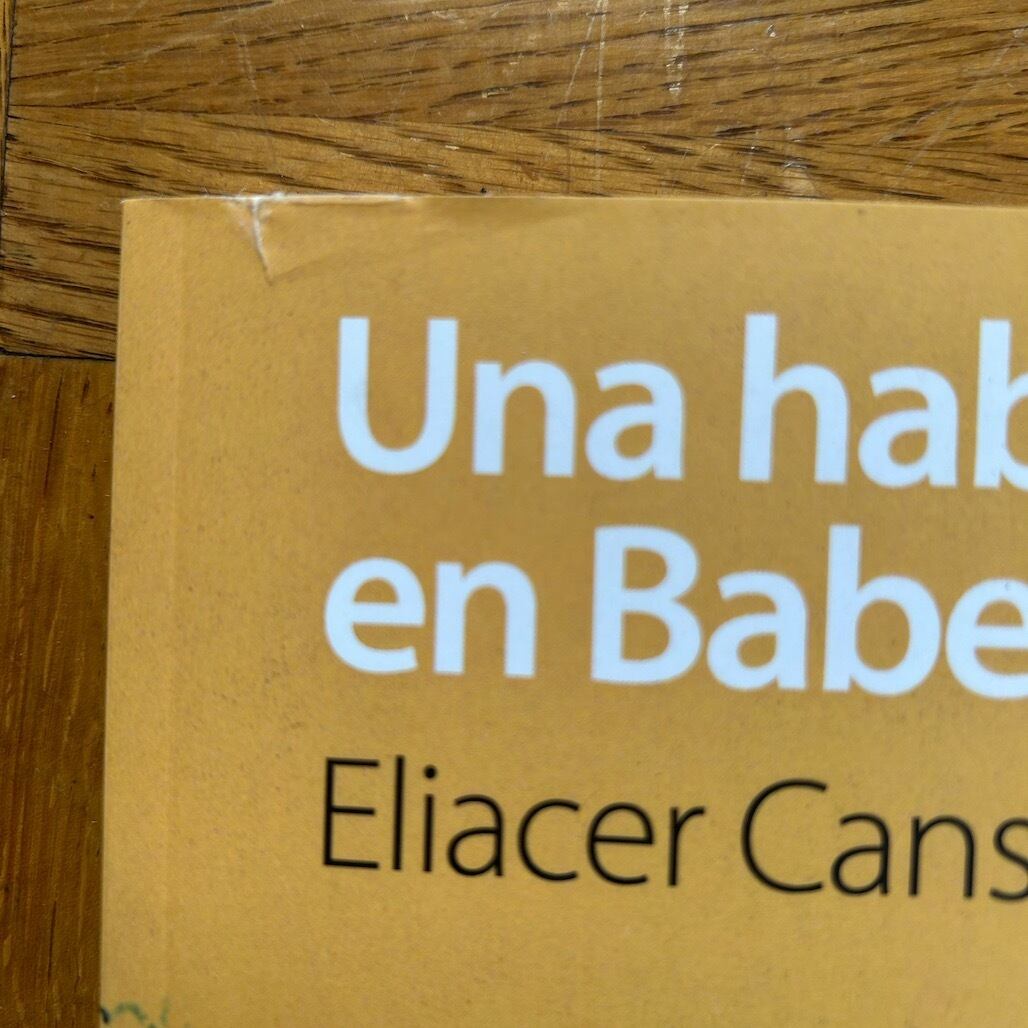 Una hab
en Babe
Eliacer Cans